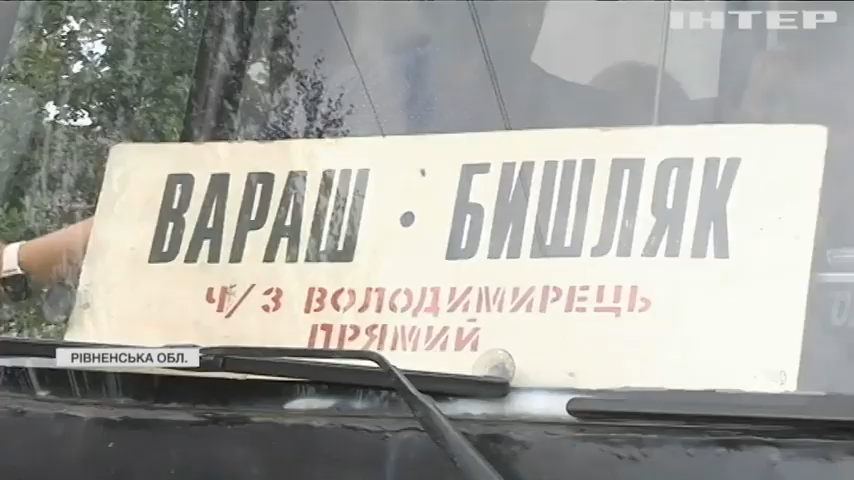 ІНТЕР
ВАРАШ · БИШЛЯК
Ч/З ВОЛОДИМИРЕЦЬ
ПРЯМИЙ
РІВНЕНСЬКА ОБЛ.